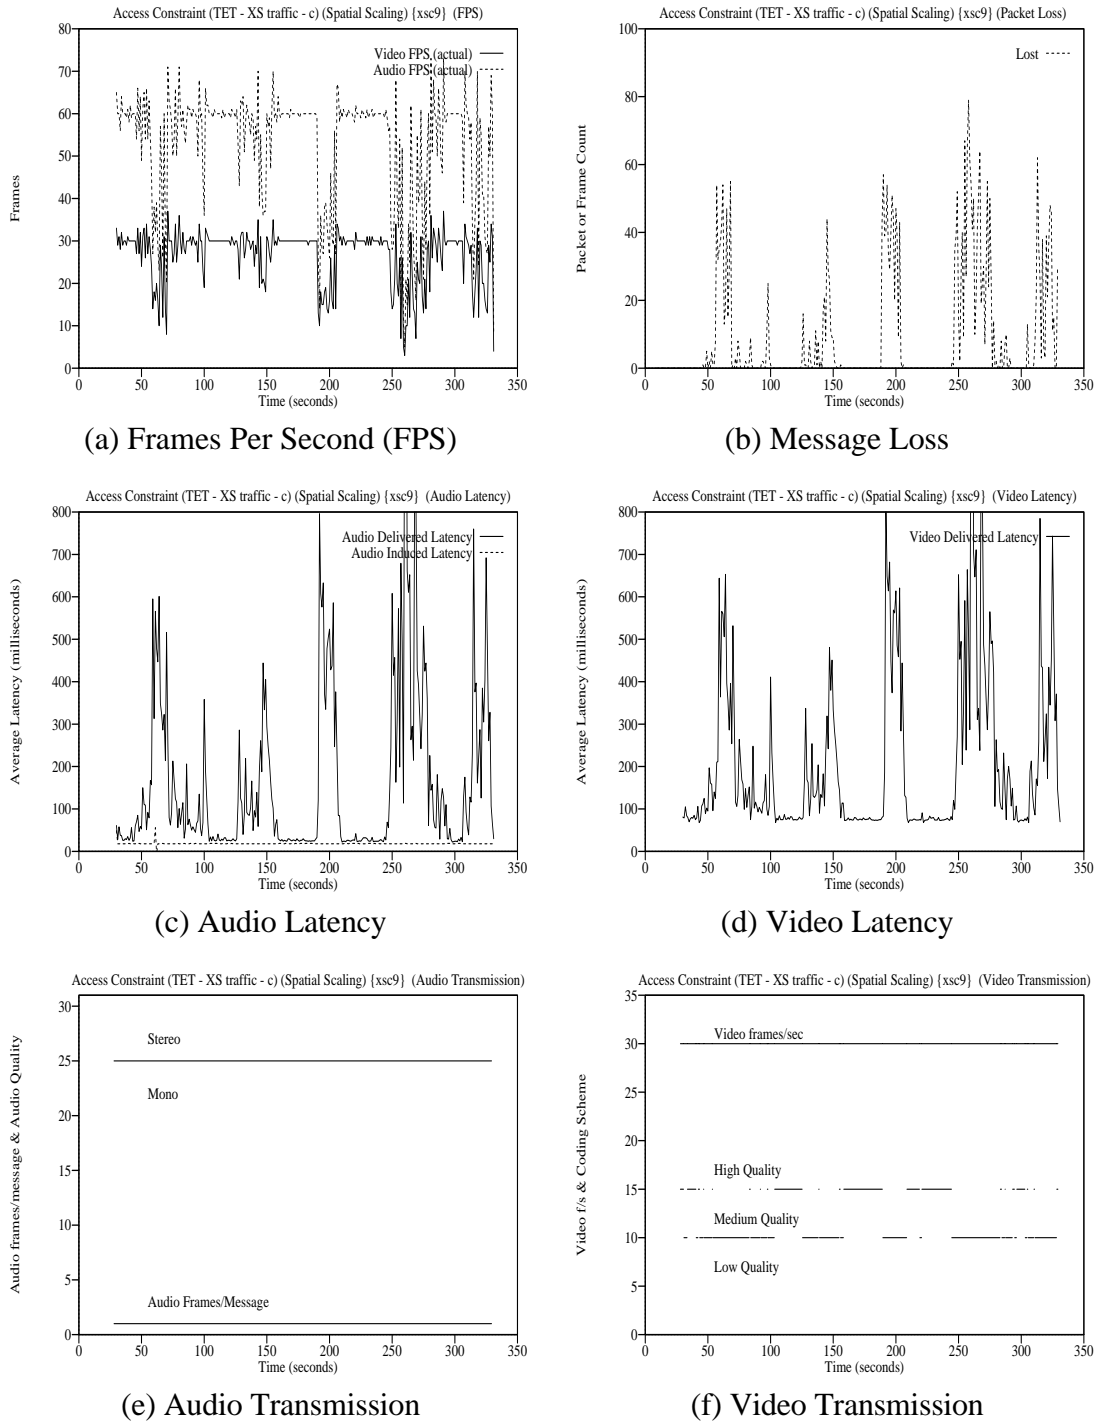 Access Constraint (TET - XS traffic - c) (Spatial Scaling) {xsc9} (FPS)
80
70
60
50
40
30
20
10
0
Frames
Video FPS (actual)
Audio FPS (actual)
0 50 100 150 200 250 300 350
Time (seconds)
(a) Frames Per Second (FPS)
Access Constraint (TET - XS traffic - c) (Spatial Scaling) {xsc9} (Packet Loss)
100
80
60
40
20
0
Packet or Frame Count
Lost
0 50 100 150 200 250 300 350
Time (seconds)
(b) Message Loss
Access Constraint (TET - XS traffic - c) (Spatial Scaling) {xsc9} (Audio Latency)
800
700
600
500
400
300
200
100
0
Average Latency (milliseconds)
Audio Delivered Latency
Audio Induced Latency
0 50 100 150 200 250 300 350
Time (seconds)
(c) Audio Latency
Access Constraint (TET - XS traffic - c) (Spatial Scaling) {xsc9} (Video Latency)
800
700
600
500
400
300
200
100
0
Average Latency (milliseconds)
Video Delivered Latency
0 50 100 150 200 250 300 350
Time (seconds)
(d) Video Latency
Access Constraint (TET - XS traffic - c) (Spatial Scaling) {xsc9} (Audio Transmission)
30
25
20
15
10
5
0
Audio frames/message & Audio Quality
Stereo
Mono
Audio Frames/Message
0 50 100 150 200 250 300 350
Time (seconds)
(e) Audio Transmission
Access Constraint (TET - XS traffic - c) (Spatial Scaling) {xsc9} (Video Transmission)
35
30
25
20
15
10
5
0
Video f/s & Coding Scheme
Video frames/sec
High Quality
Medium Quality
Low Quality
0 50 100 150 200 250 300 350
Time (seconds)
(f) Video Transmission